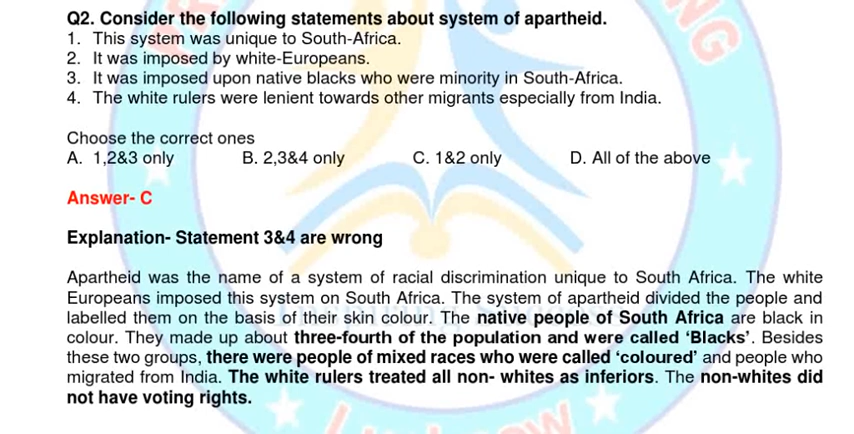 Q2. Consider the following statements about system of apartheid.
1. This system was unique to South-Africa.
2. It was imposed by white-Europeans.
3. It was imposed upon native blacks who were minority in South-Africa.
4. The white rulers were lenient towards other migrants especially from India.
Choose the correct ones
A. 1,2&3 only B. 2,3&4 only C. 1&2 only D. All of the above
Answer- C
Explanation- Statement 3&4 are wrong
Apartheid was the name of a system of racial discrimination unique to South Africa. The white
Europeans imposed this system on South Africa. The system of apartheid divided the people and
labelled them on the basis of their skin colour. The native people of South Africa are black in
colour. They made up about three-fourth of the population and were called ‘Blacks’. Besides
these two groups, there were people of mixed races who were called ‘coloured’ and people who
migrated from India. The white rulers treated all non- whites as inferiors. The non-whites did
not have voting rights.